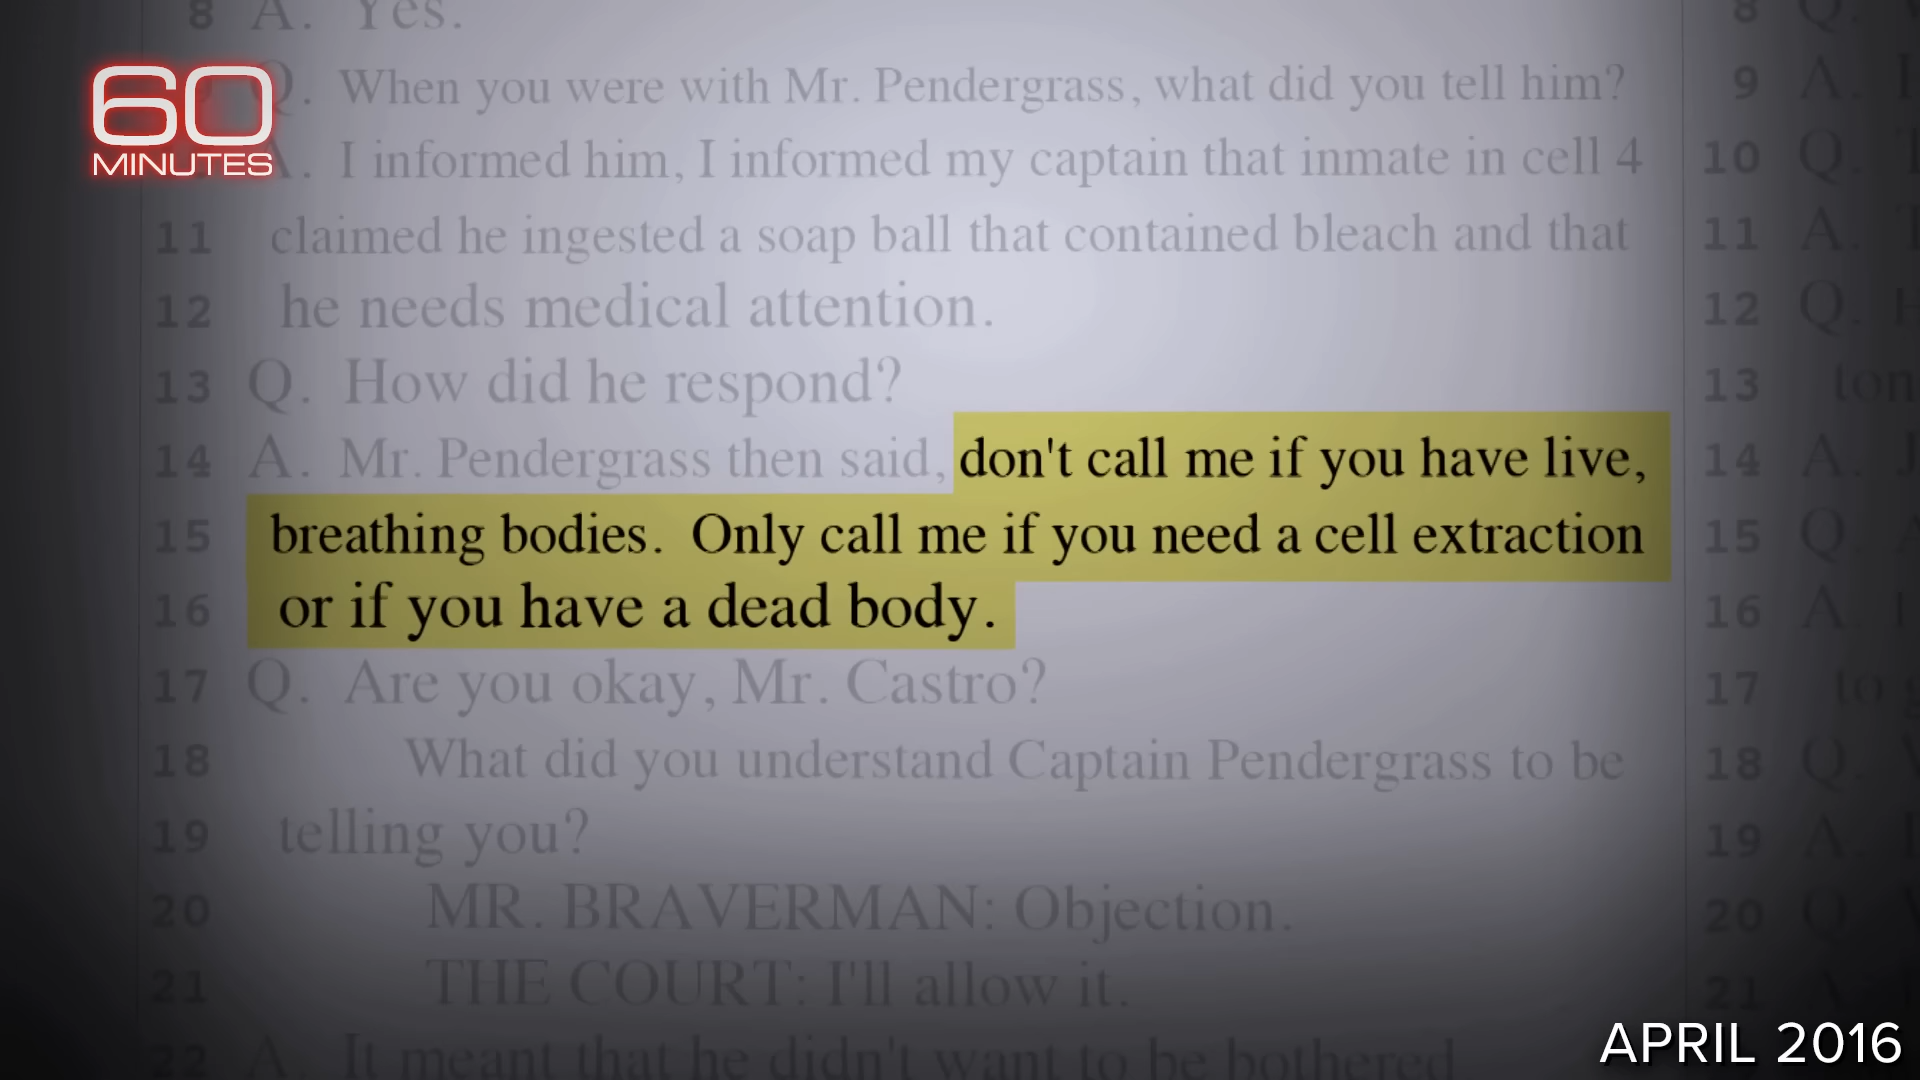 8 A. Yes.
60
MINUTES
Q. When you were with Mr. Pendergrass, what did you tell him?
A. I informed him, I informed my captain that inmate in cell 4
11 claimed he ingested a soap ball that contained bleach and that
12 he needs medical attention.
13 Q. How did he respond?
14 A. Mr. Pendergrass then said, don't call me if you have live,
15 breathing bodies. Only call me if you need a cell extraction
16 or if you have a dead body.
17 Q. Are you okay, Mr. Castro?
18 What did you understand Captain Pendergrass to be
19 telling you?
20 MR. BRAVERMAN: Objection.
21 THE COURT: I'll allow it.
22 A. It meant that he didn't want to be bothered
8 Q.
9 A.
10 Q.
11 A.
12 Q.
13
14 A.
15 Q.
16 A.
17 to
18 Q.
19 A.
20 Q.
21 A.
APRIL 2016